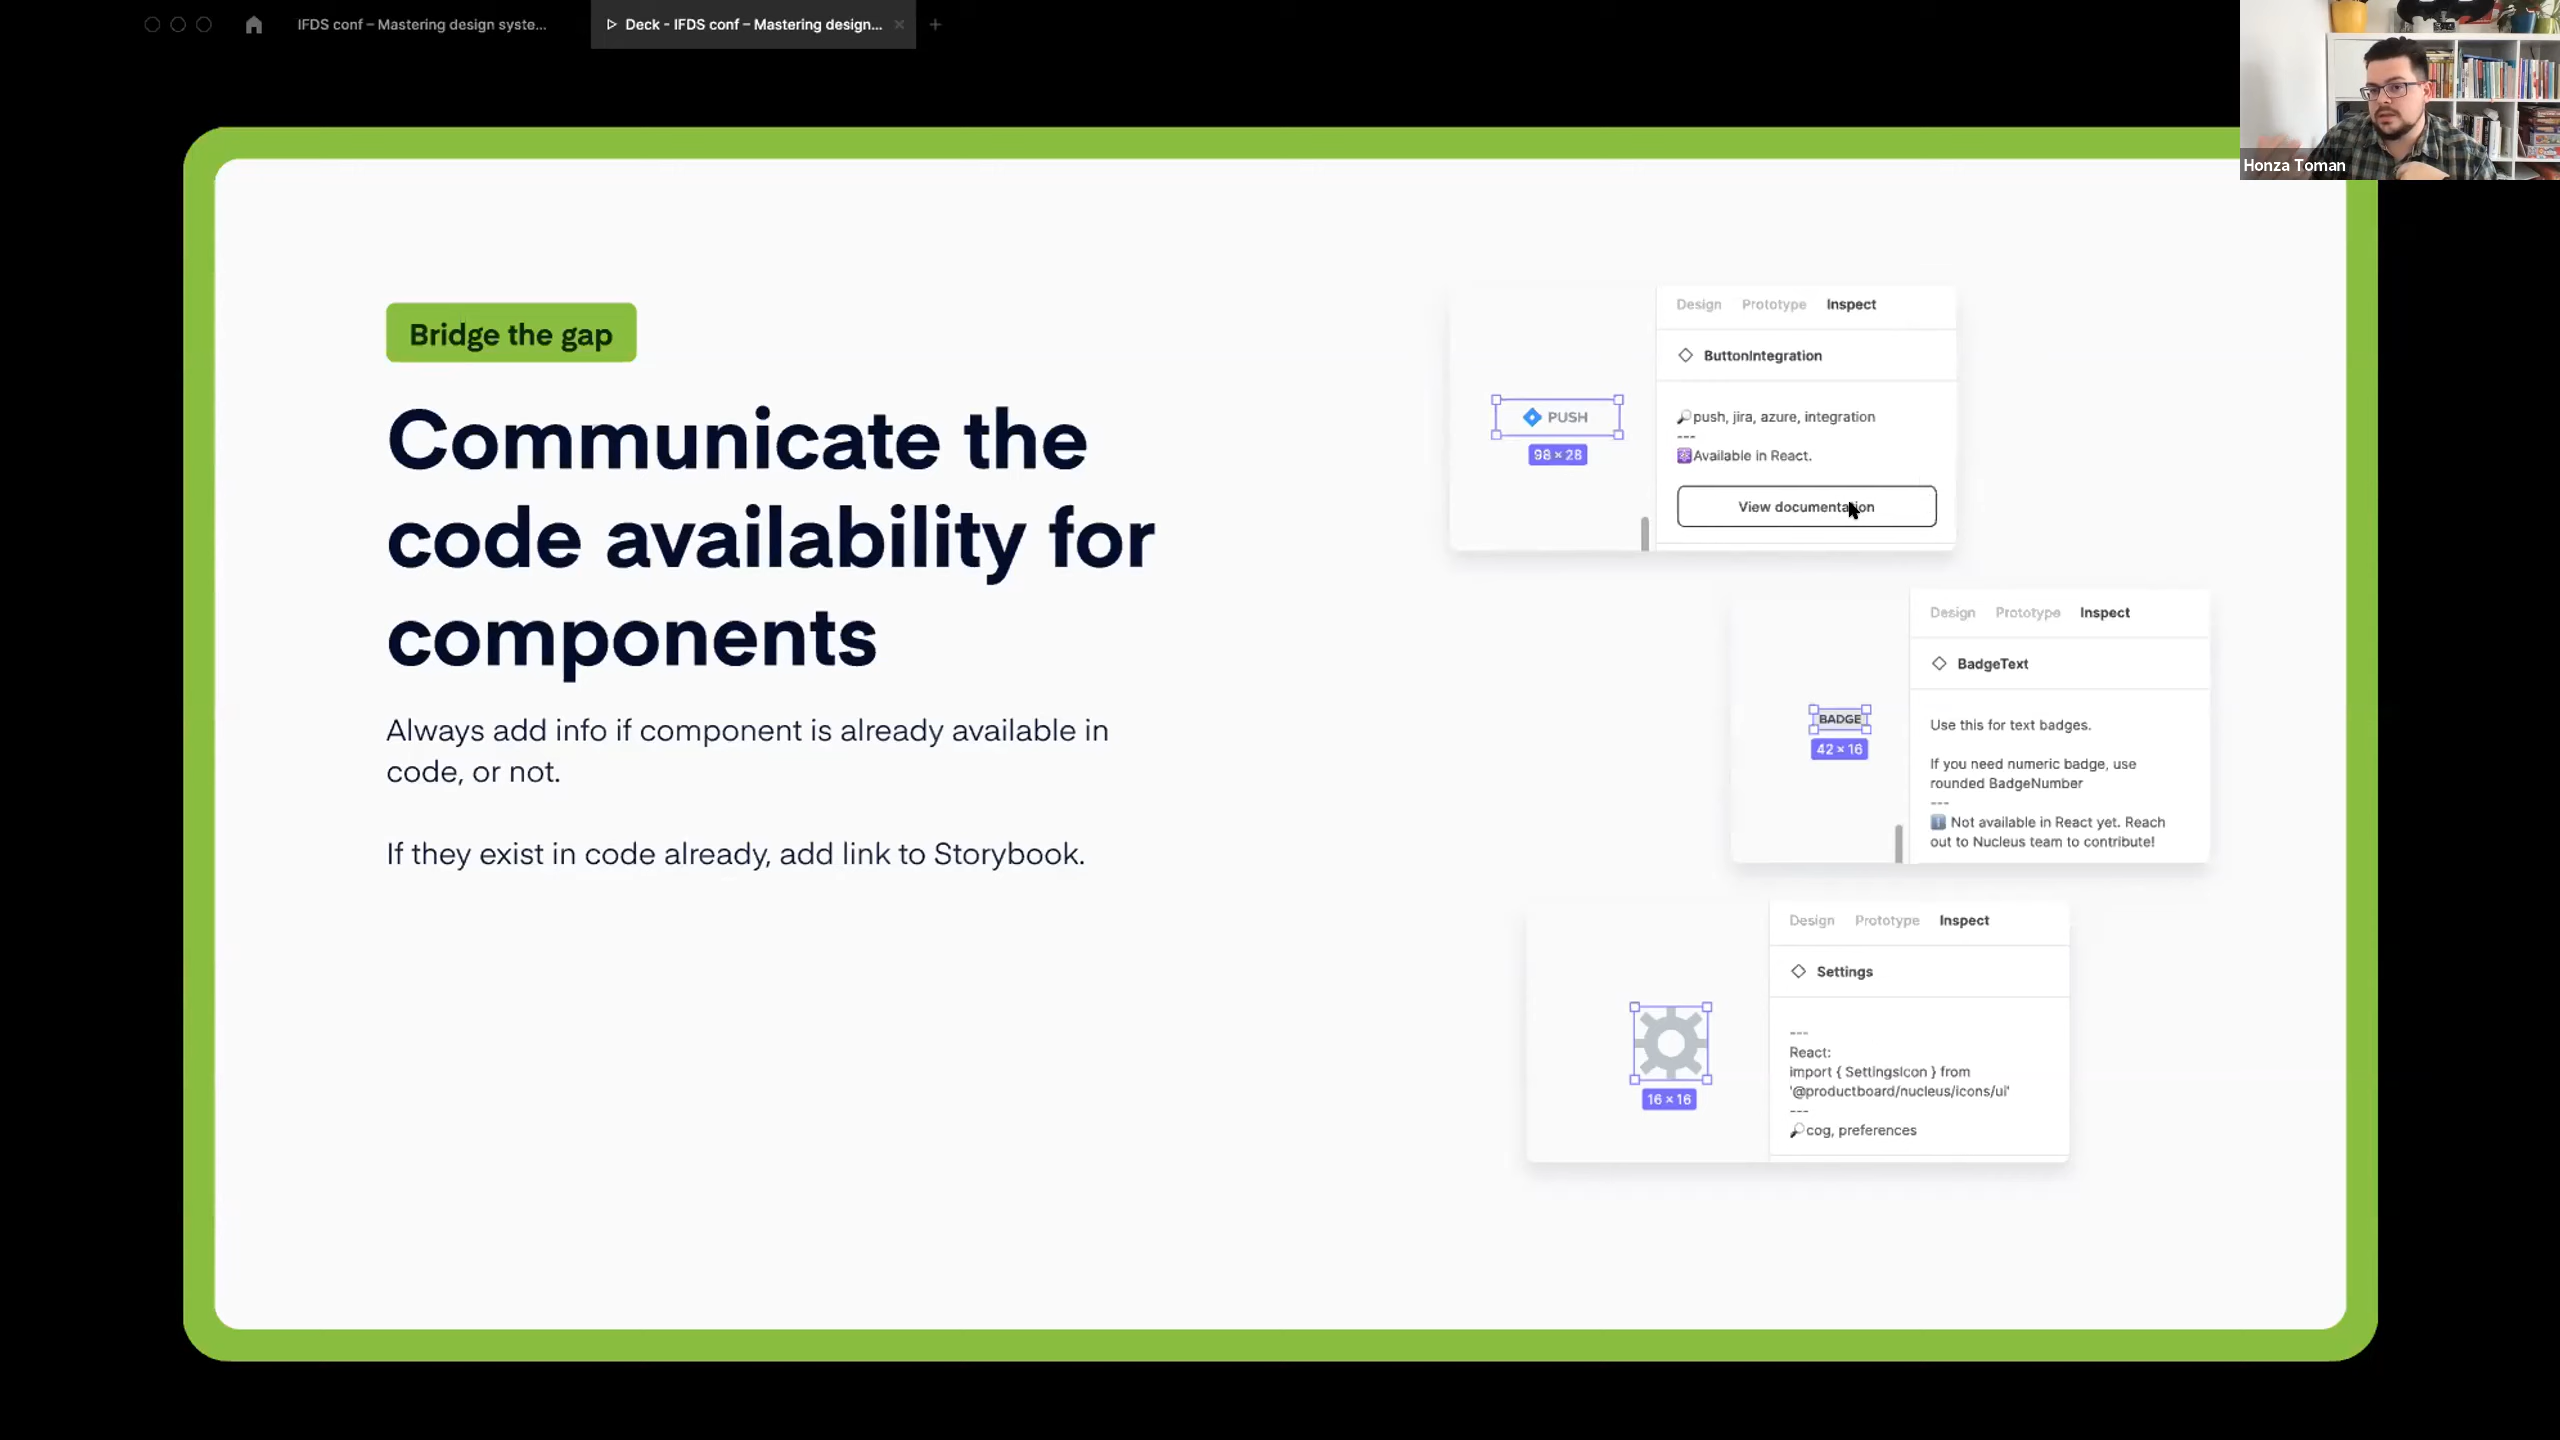 IFDS conf – Mastering design syste...
Deck - IFDS conf – Mastering design...
Honza Toman
Bridge the gap
Communicate the
code availability for
components
Always add info if component is already available in
code, or not.
If they exist in code already, add link to Storybook.
Design Prototype Inspect
ButtonIntegration
PUSH
98 × 28
🔎push, jira, azure, integration
---
⚛️Available in React.
View documentation
Design Prototype Inspect
BadgeText
BADGE
42 × 16
Use this for text badges.
If you need numeric badge, use
rounded BadgeNumber
---
ℹ️ Not available in React yet. Reach
out to Nucleus team to contribute!
Design Prototype Inspect
Settings
16 × 16
---
React:
import { SettingsIcon } from
'@productboard/nucleus/icons/ui'
---
🔎cog, preferences